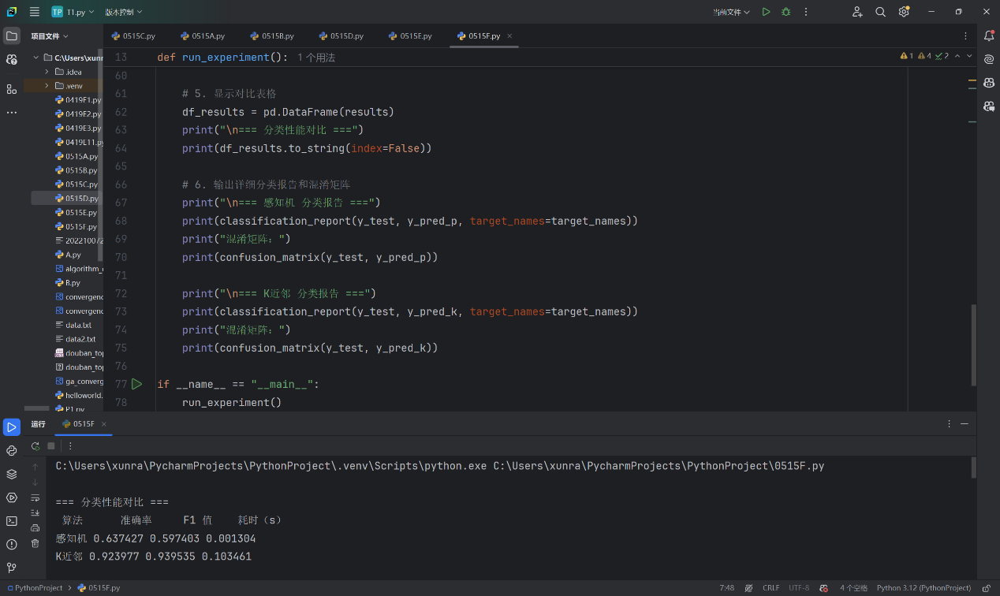 TP T1.py 版本控制 当前文件
项目文件
0515C.py 0515A.py 0515B.py 0515D.py 0515E.py 0515F.py
C:\Users\xunr
.idea
.venv
0419E1.py
0419E2.py
0419E3.py
0419E11.py
0515A.py
0515B.py
0515C.py
0515D.py
0515E.py
0515F.py
A.py
algorithm_
B.py
convergenc
convergenc
data.txt
data2.txt
douban_to
douban_to
ga_converg
helloworld.
P1.py
13 def run_experiment(): 1个用法
1 4 2
60
61 # 5. 显示对比表格
62 df_results = pd.DataFrame(results)
63 print("\n=== 分类性能对比 ===")
64 print(df_results.to_string(index=False))
65
66 # 6. 输出详细分类报告和混淆矩阵
67 print("\n=== 感知机 分类报告 ===")
68 print(classification_report(y_test, y_pred_p, target_names=target_names))
69 print("混淆矩阵：")
70 print(confusion_matrix(y_test, y_pred_p))
71
72 print("\n=== K近邻 分类报告 ===")
73 print(classification_report(y_test, y_pred_k, target_names=target_names))
74 print("混淆矩阵：")
75 print(confusion_matrix(y_test, y_pred_k))
76
77 if __name__ == "__main__":
78 run_experiment()
运行 0515F
C:\Users\xunra\PycharmProjects\PythonProject\.venv\Scripts\python.exe C:\Users\xunra\PycharmProjects\PythonProject\0515F.py
=== 分类性能对比 ===
算法 准确率 F1 值 耗时（s）
感知机 0.637427 0.597403 0.001304
K近邻 0.923977 0.939535 0.103461
PythonProject > 0515F.py 7:48 CRLF UTF-8 4 个空格 Python 3.12 (PythonProject)